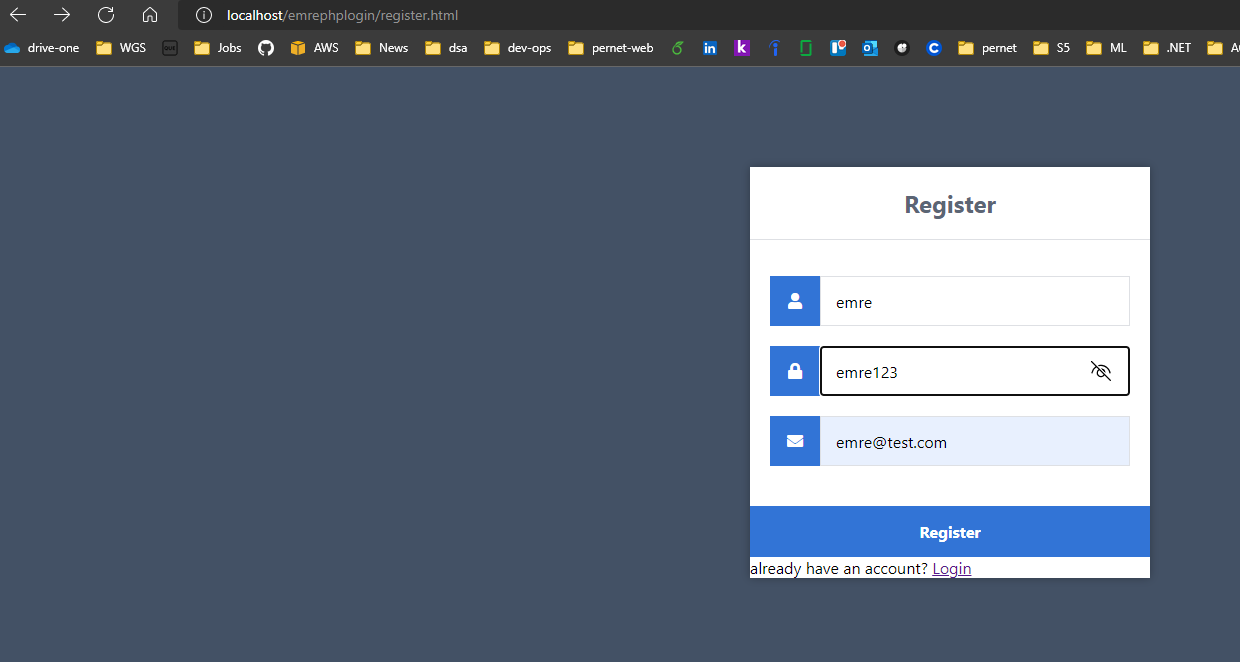 localhost/emrephplogin/register.html
drive-one WGS Jobs AWS News dsa dev-ops pernet-web in k C pernet S5 ML .NET
Register
emre
emre123
emre@test.com
Register
already have an account? Login